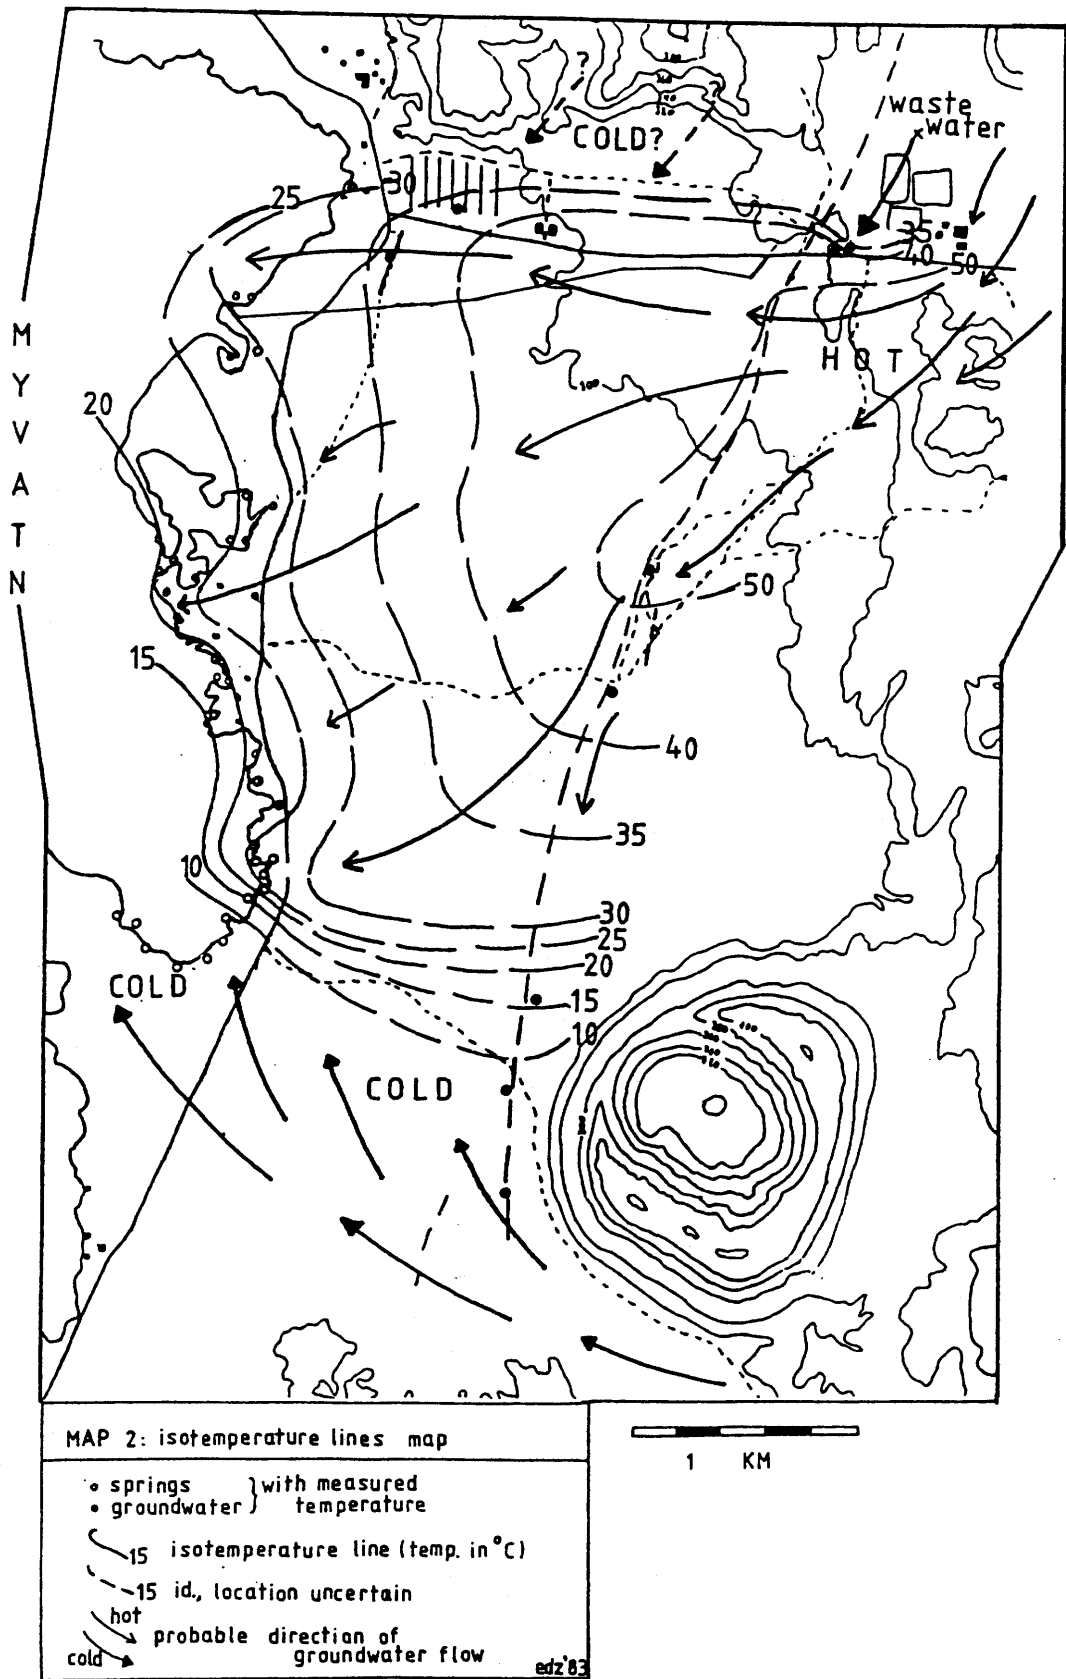 waste
water
?
?
COLD?
30
25
35
40
50
HOT
MYVATN
100
20
50
15
40
35
10
30
25
20
15
10
COLD
COLD
MAP 2: isotemperature lines map
springs } with measured
groundwater } temperature
15 isotemperature line (temp. in °C)
15 id., location uncertain
hot
probable direction of
cold groundwater flow
edz'83
1 KM